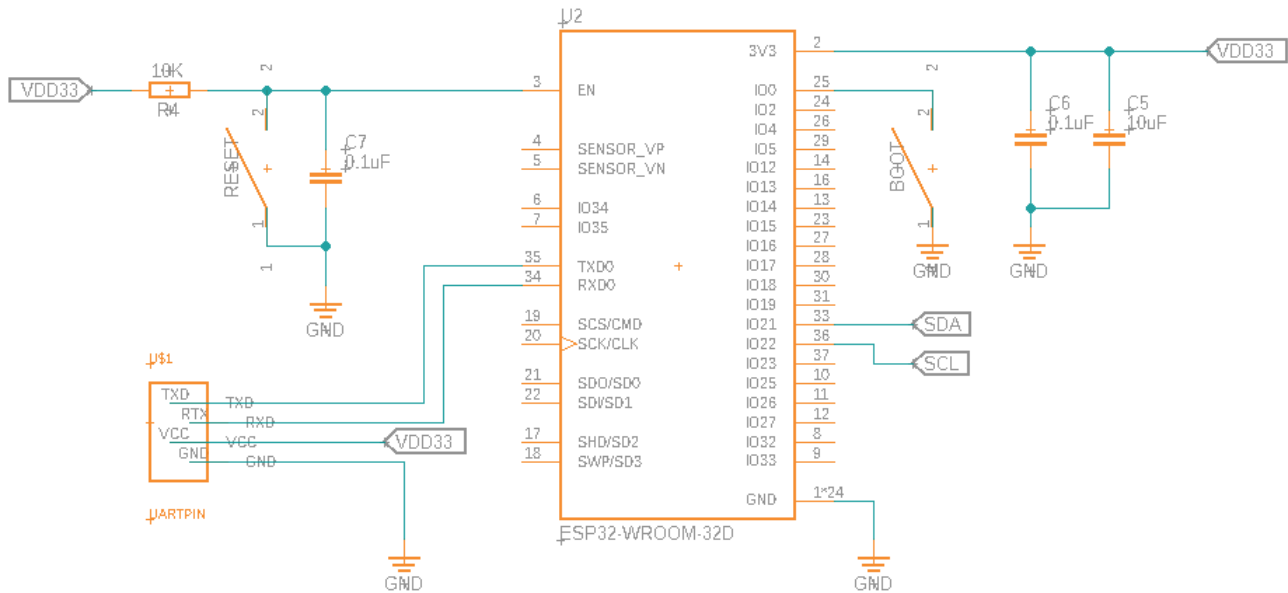 U2
3V3
2
VDD33
VDD33
10K
R4
2
2
RESET
1
1
C7
0.1uF
GND
3
EN
4
SENSOR_VP
5
SENSOR_VN
6
IO34
7
IO35
35
TXD0
34
RXD0
19
SCS/CMD
20
SCK/CLK
21
SDO/SD0
22
SDI/SD1
17
SHD/SD2
18
SWP/SD3
IO0
25
IO2
24
IO4
26
IO5
29
IO12
14
IO13
16
IO14
13
IO15
23
IO16
27
IO17
28
IO18
30
IO19
31
IO21
33
IO22
36
IO23
37
IO25
10
IO26
11
IO27
12
IO32
8
IO33
9
GND
1*24
ESP32-WROOM-32D
2
2
BOOT
1
GND
C6
0.1uF
C5
10uF
GND
SDA
SCL
GND
U$1
TXD
TXD
RTX
RXD
VCC
VCC
VDD33
GND
GND
UARTPIN
GND